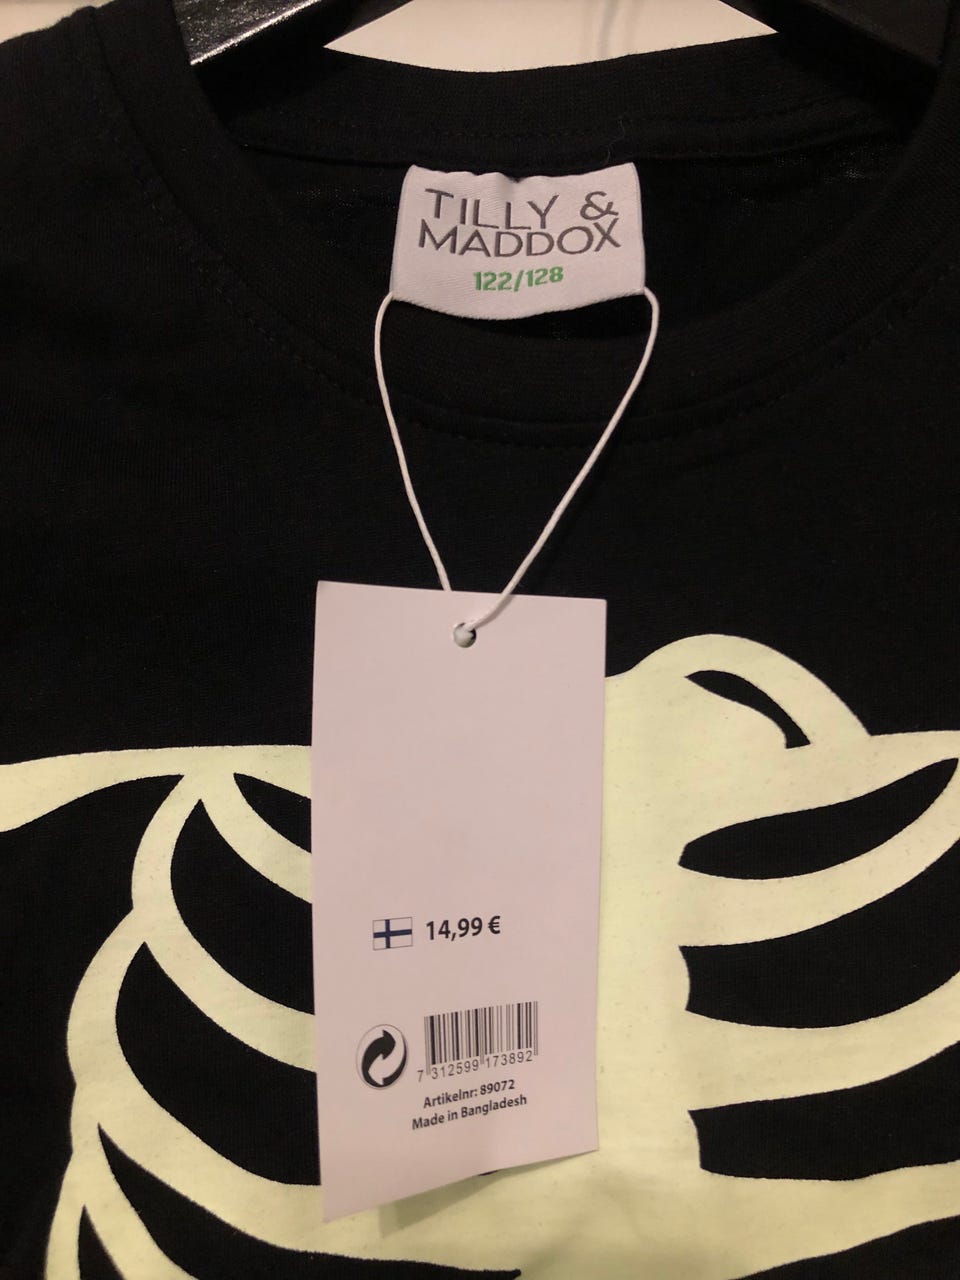 TILLY &
MADDOX
122/128
14,99 €
7 312599 173892
Artikelnr: 89072
Made in Bangladesh